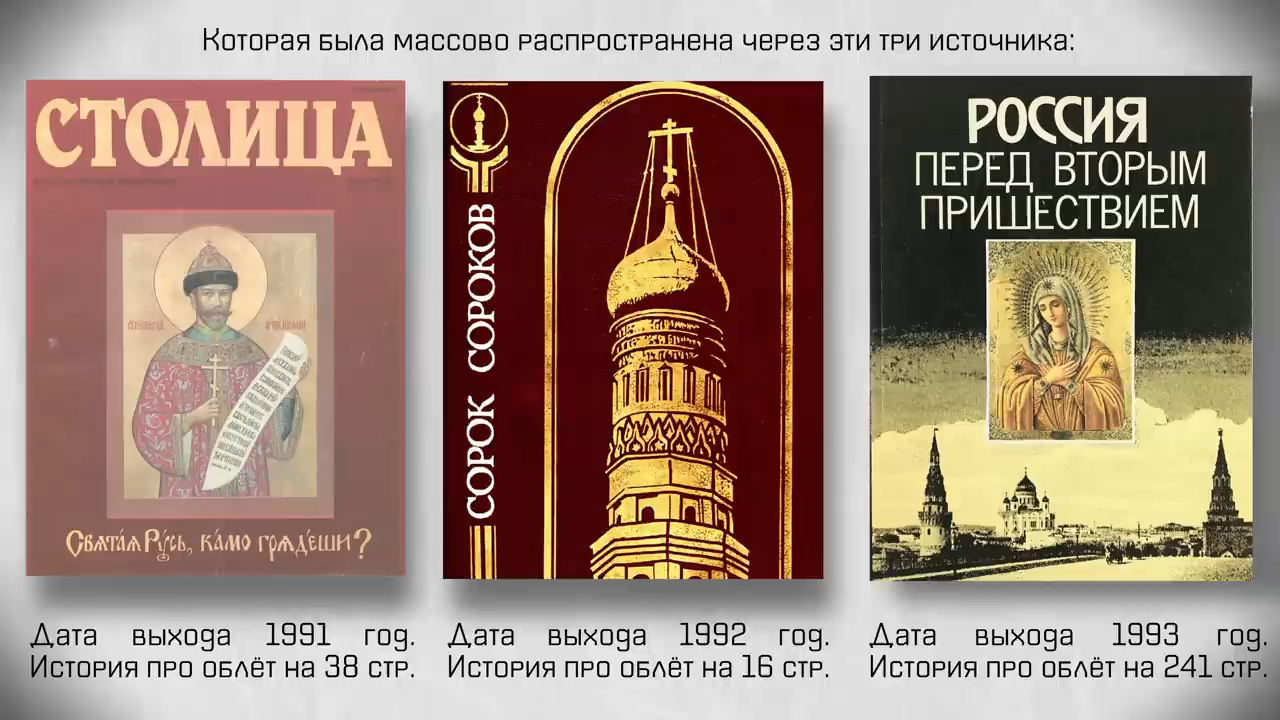 Которая была массово распространена через эти три источника:
СТОЛИЦА
Святая Русь, камо грядеши?
СОРОК СОРОКОВ
РОССИЯ
ПЕРЕД ВТОРЫМ
ПРИШЕСТВИЕМ
Дата выхода 1991 год.
История про облёт на 38 стр.
Дата выхода 1992 год.
История про облёт на 16 стр.
Дата выхода 1993 год.
История про облёт на 241 стр.